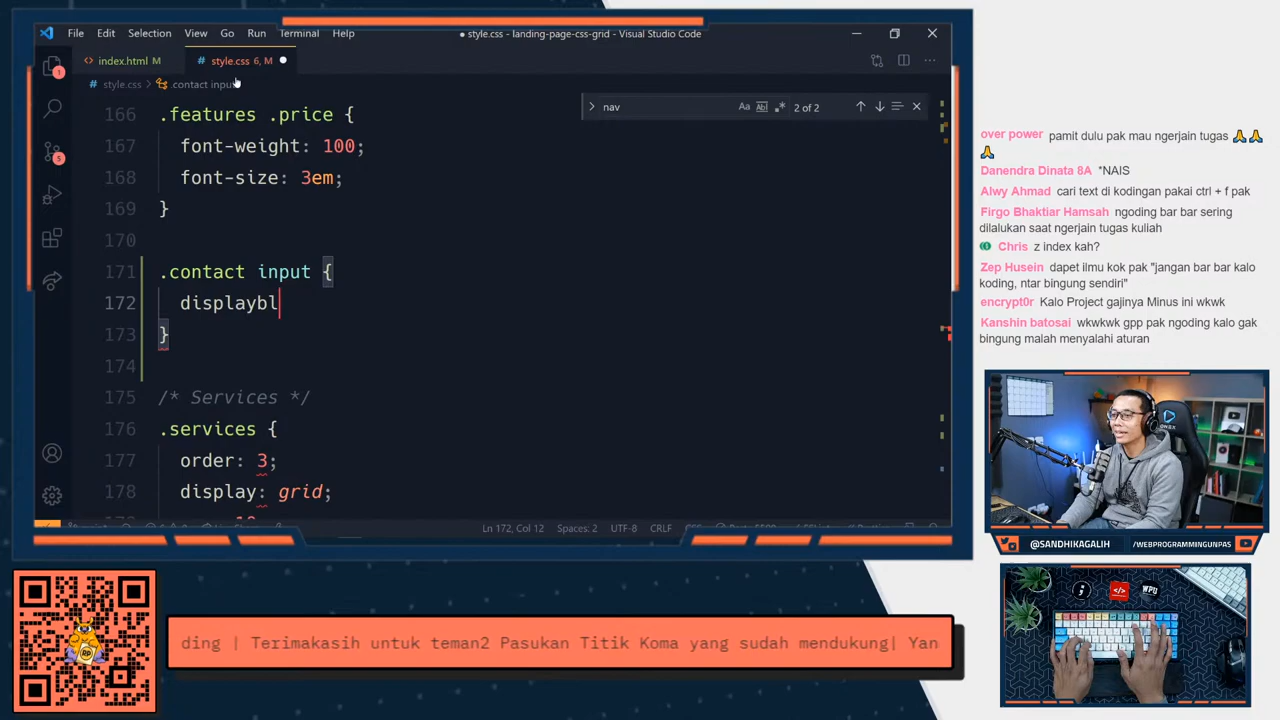 File Edit Selection View Go Run Terminal Help
● style.css - landing-page-css-grid - Visual Studio Code
index.html M
# style.css 6, M
# style.css > .contact input
nav
Aa Abl .*
2 of 2
1
5
166 .features .price {
167 font-weight: 100;
168 font-size: 3em;
169 }
170
171 .contact input {
172 displaybl
173 }
174
175 /* Services */
176 .services {
177 order: 3;
178 display: grid;
Ln 172, Col 12 Spaces: 2 UTF-8 CRLF
over power pamit dulu pak mau ngerjain tugas 🙏🙏
🙏
Danendra Dinata 8A *NAIS
Alwy Ahmad cari text di kodingan pakai ctrl + f pak
Firgo Bhaktiar Hamsah ngoding bar bar sering
dilakukan saat ngerjain tugas kuliah
Chris z index kah?
Zep Husein dapet ilmu kok pak "jangan bar bar kalo
koding, ntar bingung sendiri"
encrypt0r Kalo Project gajinya Minus ini wkwk
Kanshin batosai wkwkwk gpp pak ngoding kalo gak
bingung malah menyalahi aturan
@SANDHIKAGALIH /WEBPROGRAMMINGUNPAS
; </> WPU
ding | Terimakasih untuk teman2 Pasukan Titik Koma yang sudah mendukung| Yan